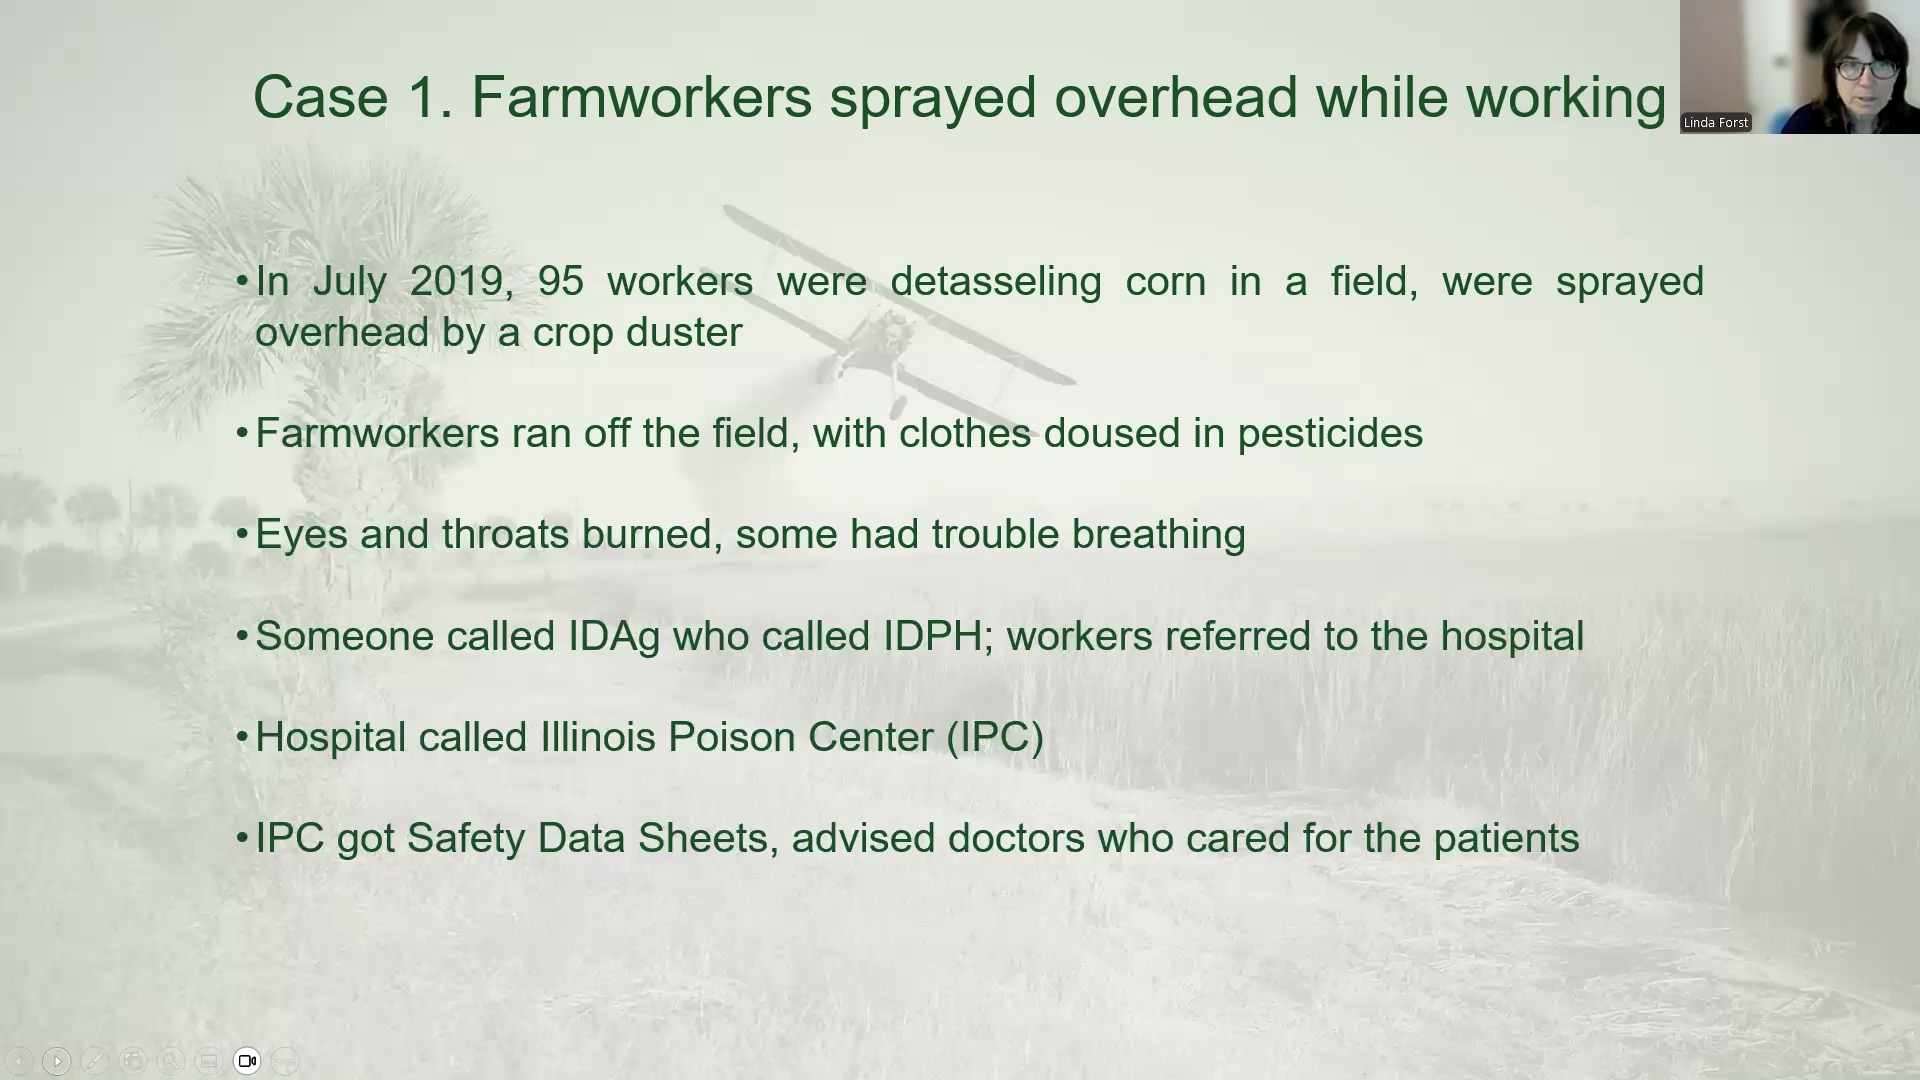 Case 1. Farmworkers sprayed overhead while working
Linda Forst
•In July 2019, 95 workers were detasseling corn in a field, were sprayed
overhead by a crop duster
•Farmworkers ran off the field, with clothes doused in pesticides
•Eyes and throats burned, some had trouble breathing
•Someone called IDAg who called IDPH; workers referred to the hospital
•Hospital called Illinois Poison Center (IPC)
•IPC got Safety Data Sheets, advised doctors who cared for the patients